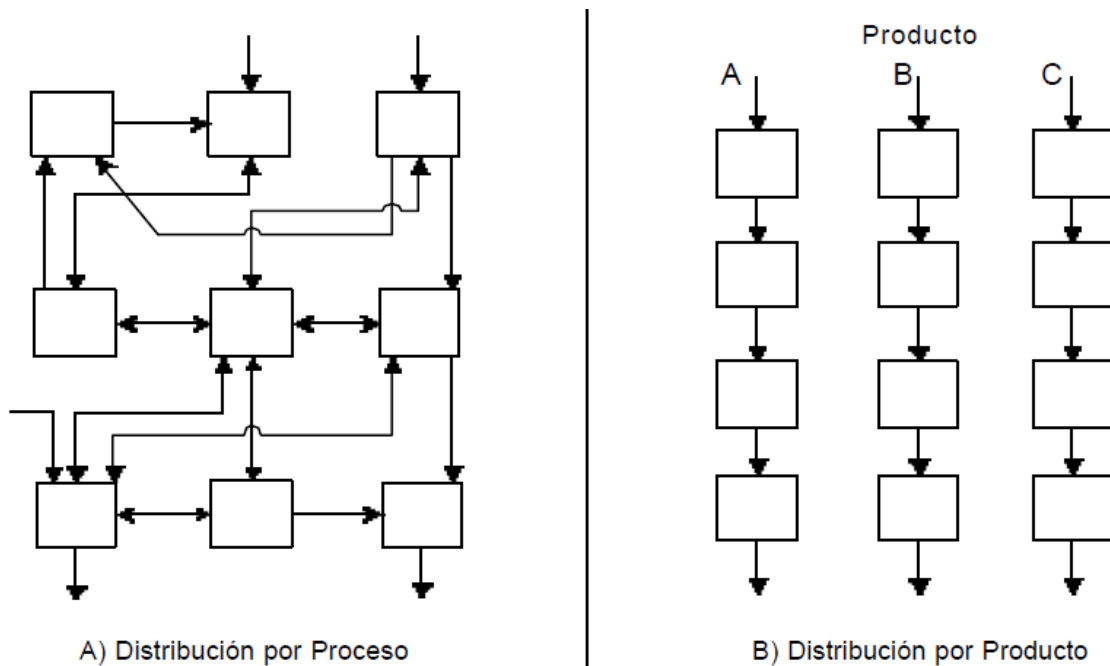 Producto
A B C
A) Distribución por Proceso
B) Distribución por Producto